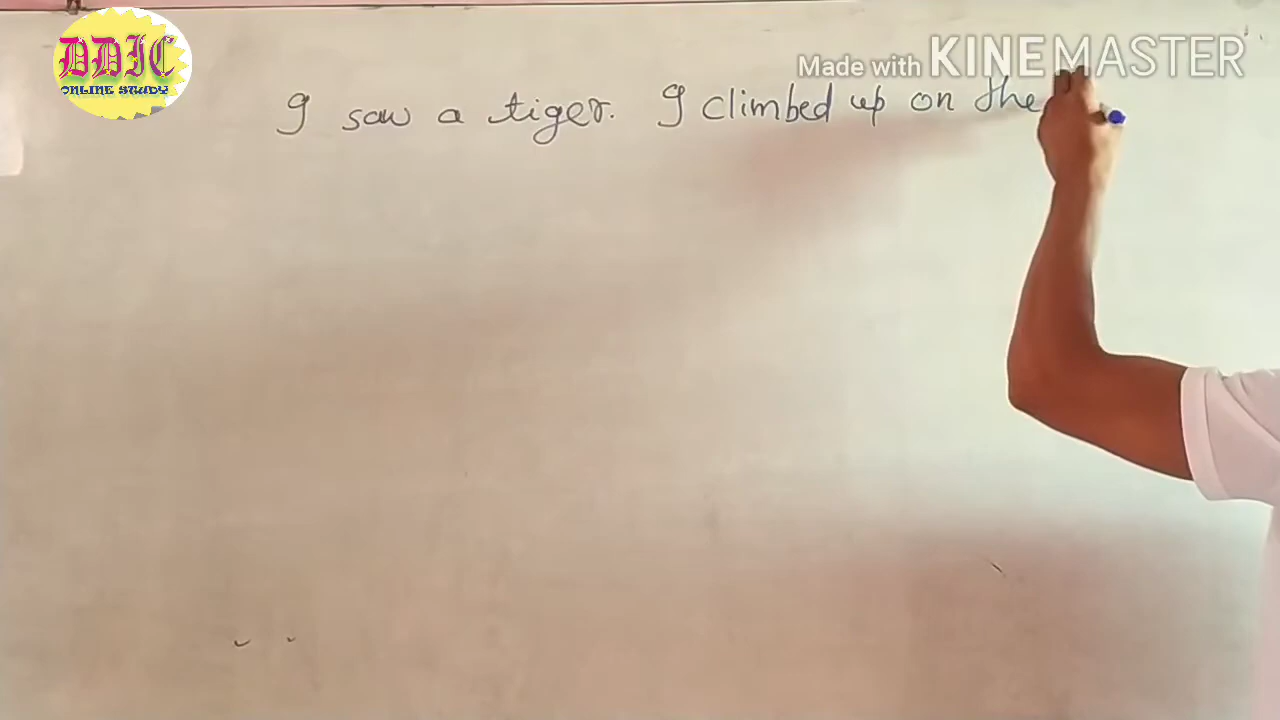 DDIC
ONLINE STUDY
Made with KINEMASTER
I saw a tiger. I climbed up on the